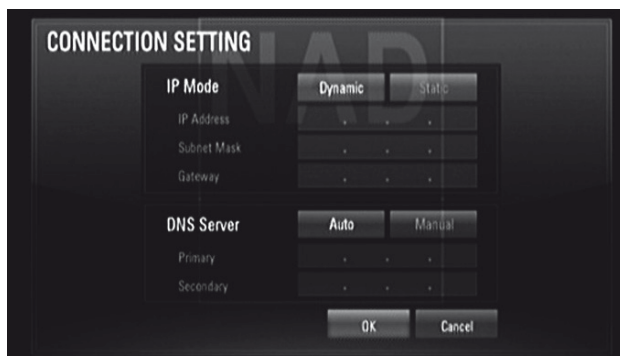 CONNECTION SETTING
NAD
IP Mode Dynamic Static
IP Address . . .
Subnet Mask . . .
Gateway . . .
DNS Server Auto Manual
Primary . . .
Secondary . . .
OK Cancel